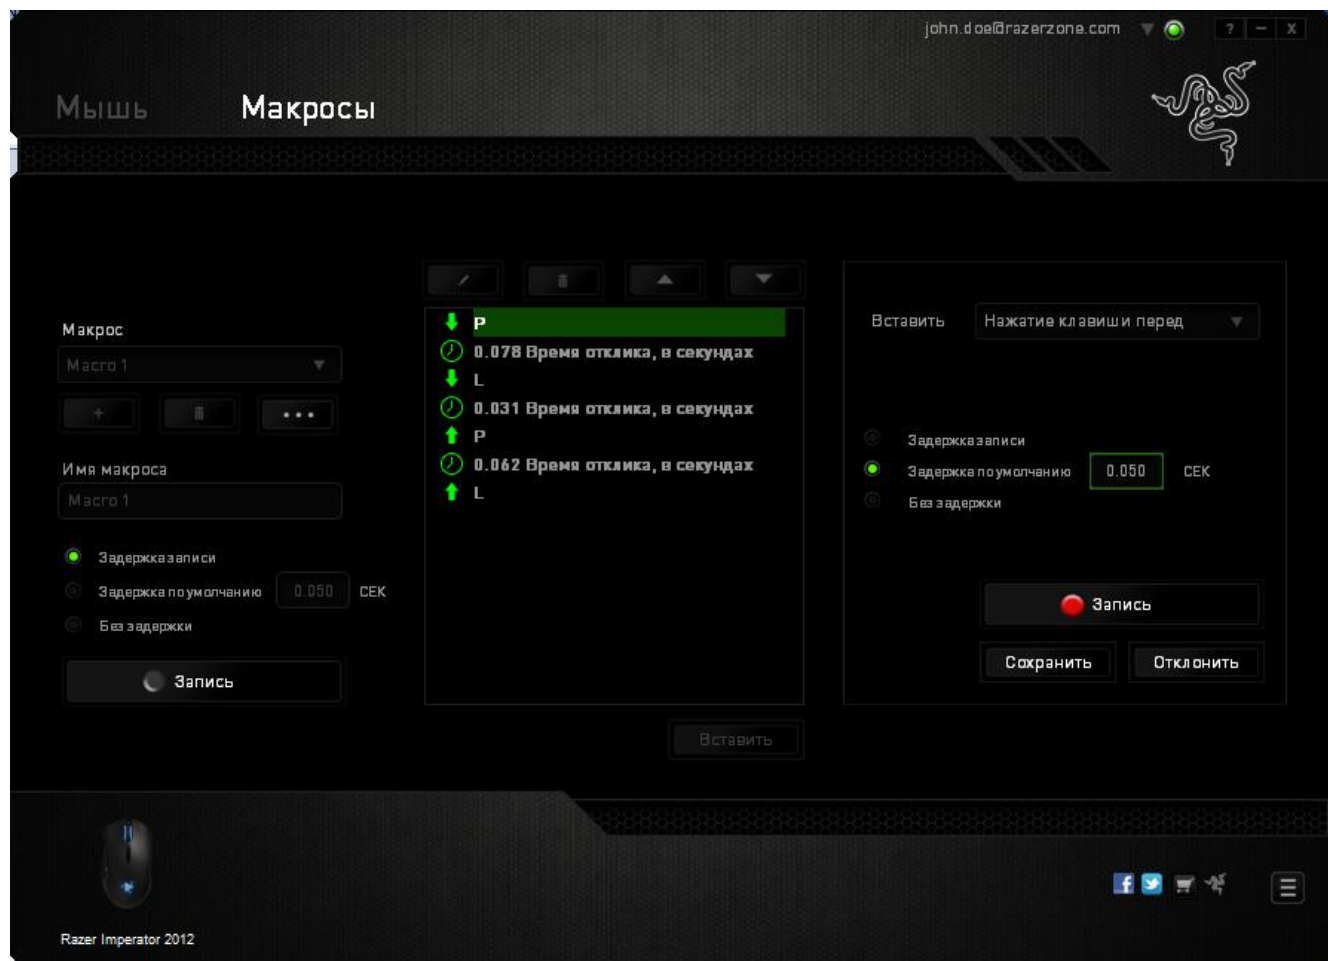 john.doe@razerzone.com
? – X
Мышь Макросы
Макрос
Macro 1
+ ...
Имя макроса
Macro 1
Задержка записи
Задержка по умолчанию 0.050 СЕК
Без задержки
Запись
P
0.078 Время отклика, в секундах
L
0.031 Время отклика, в секундах
P
0.062 Время отклика, в секундах
L
Вставить
Вставить Нажатие клавиши перед
Задержка записи
Задержка по умолчанию 0.050 СЕК
Без задержки
Запись
Сохранить Отклонить
Razer Imperator 2012